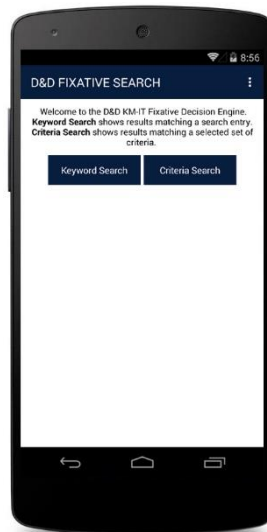 8:56
D&D FIXATIVE SEARCH
Welcome to the D&D KM-IT Fixative Decision Engine.
Keyword Search shows results matching a search entry.
Criteria Search shows results matching a selected set of
criteria.
Keyword Search Criteria Search